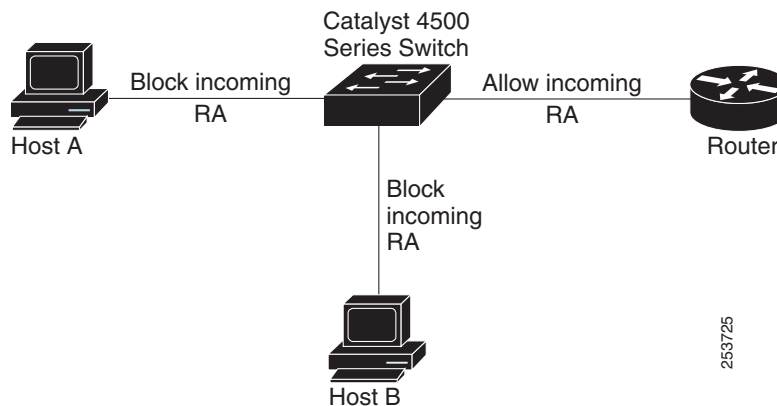 Catalyst 4500
Series Switch
Block incoming
RA
Allow incoming
RA
Host A
Router
Block
incoming
RA
Host B
253725